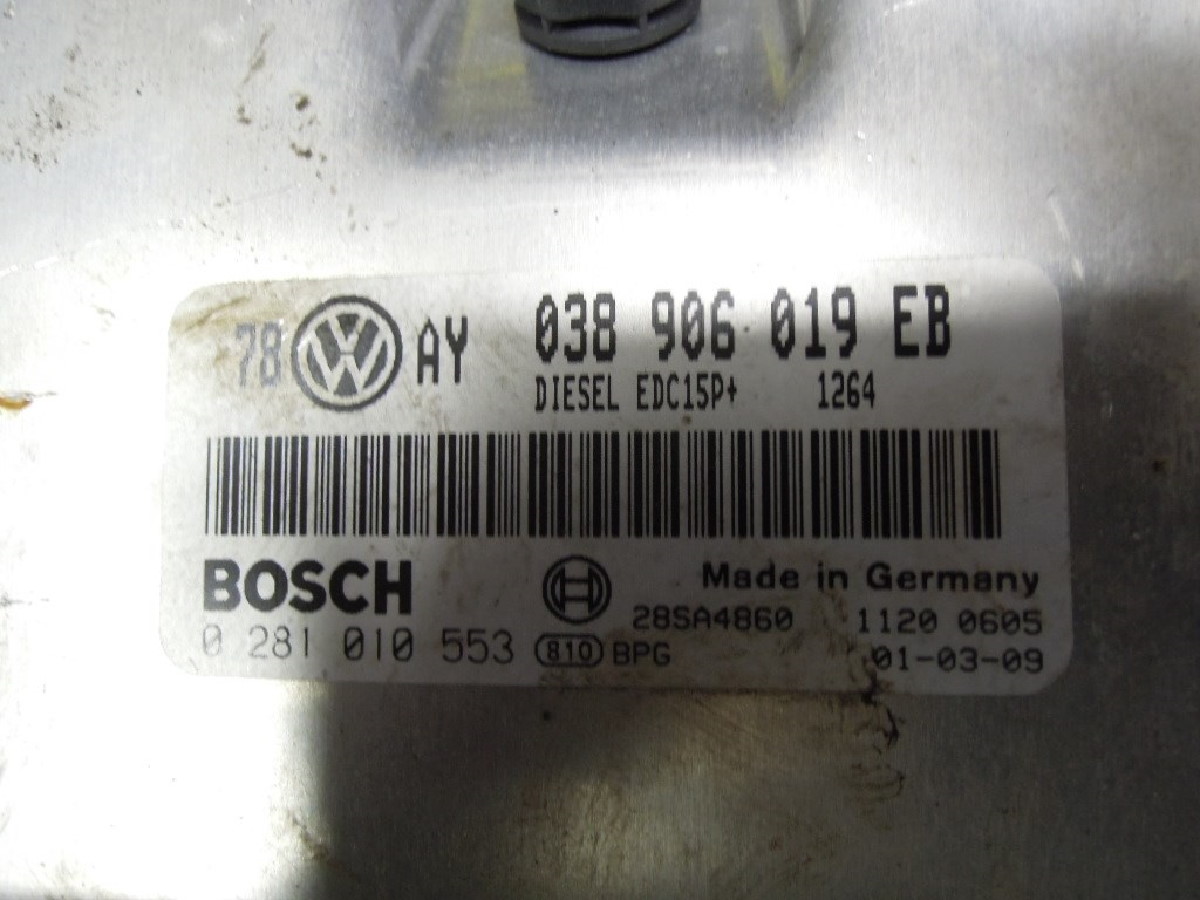 78 VW AY 038 906 019 EB
DIESEL EDC15P+ 1264
BOSCH Made in Germany
28SA4860 1120 0605
0 281 010 553 810 BPG 01-03-09